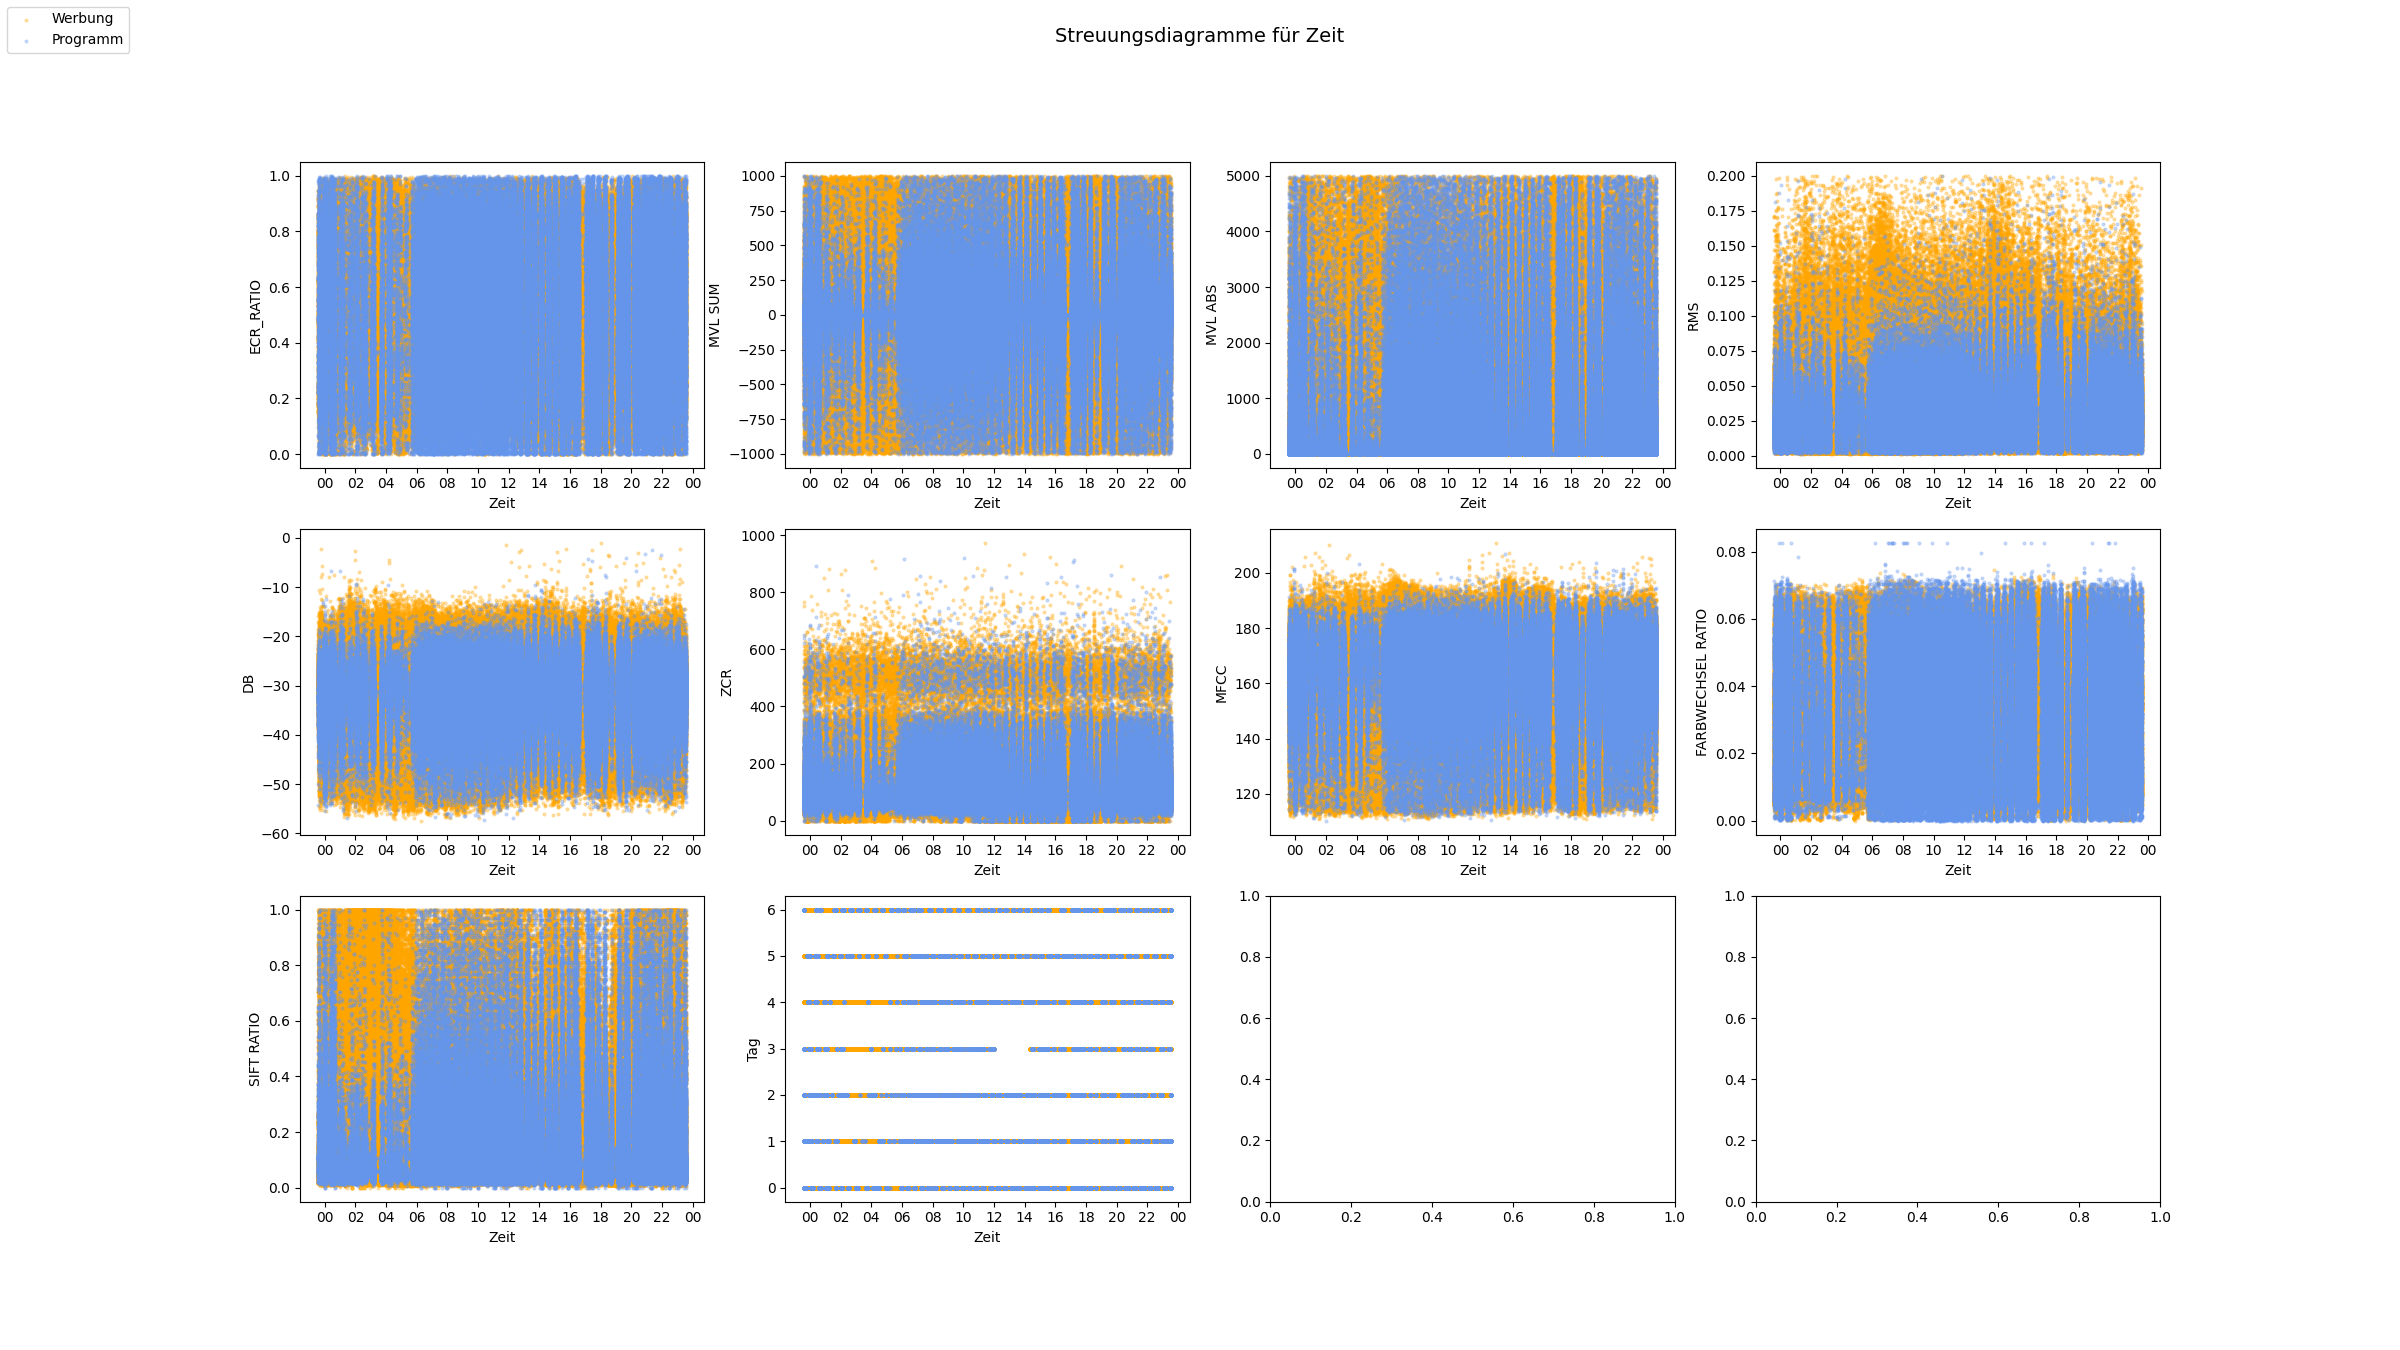 Werbung
Programm
Streuungsdiagramme für Zeit
ECR_RATIO
1.0
0.8
0.6
0.4
0.2
0.0
00 02 04 06 08 10 12 14 16 18 20 22 00
Zeit
MVL SUM
1000
750
500
250
0
−250
−500
−750
−1000
00 02 04 06 08 10 12 14 16 18 20 22 00
Zeit
MVL ABS
5000
4000
3000
2000
1000
0
00 02 04 06 08 10 12 14 16 18 20 22 00
Zeit
RMS
0.200
0.175
0.150
0.125
0.100
0.075
0.050
0.025
0.000
00 02 04 06 08 10 12 14 16 18 20 22 00
Zeit
DB
0
−10
−20
−30
−40
−50
−60
00 02 04 06 08 10 12 14 16 18 20 22 00
Zeit
ZCR
1000
800
600
400
200
0
00 02 04 06 08 10 12 14 16 18 20 22 00
Zeit
MFCC
200
180
160
140
120
00 02 04 06 08 10 12 14 16 18 20 22 00
Zeit
FARBWECHSEL RATIO
0.08
0.06
0.04
0.02
0.00
00 02 04 06 08 10 12 14 16 18 20 22 00
Zeit
SIFT RATIO
1.0
0.8
0.6
0.4
0.2
0.0
00 02 04 06 08 10 12 14 16 18 20 22 00
Zeit
Tag
6
5
4
3
2
1
0
00 02 04 06 08 10 12 14 16 18 20 22 00
Zeit
1.0
0.8
0.6
0.4
0.2
0.0
0.0 0.2 0.4 0.6 0.8 1.0
1.0
0.8
0.6
0.4
0.2
0.0
0.0 0.2 0.4 0.6 0.8 1.0